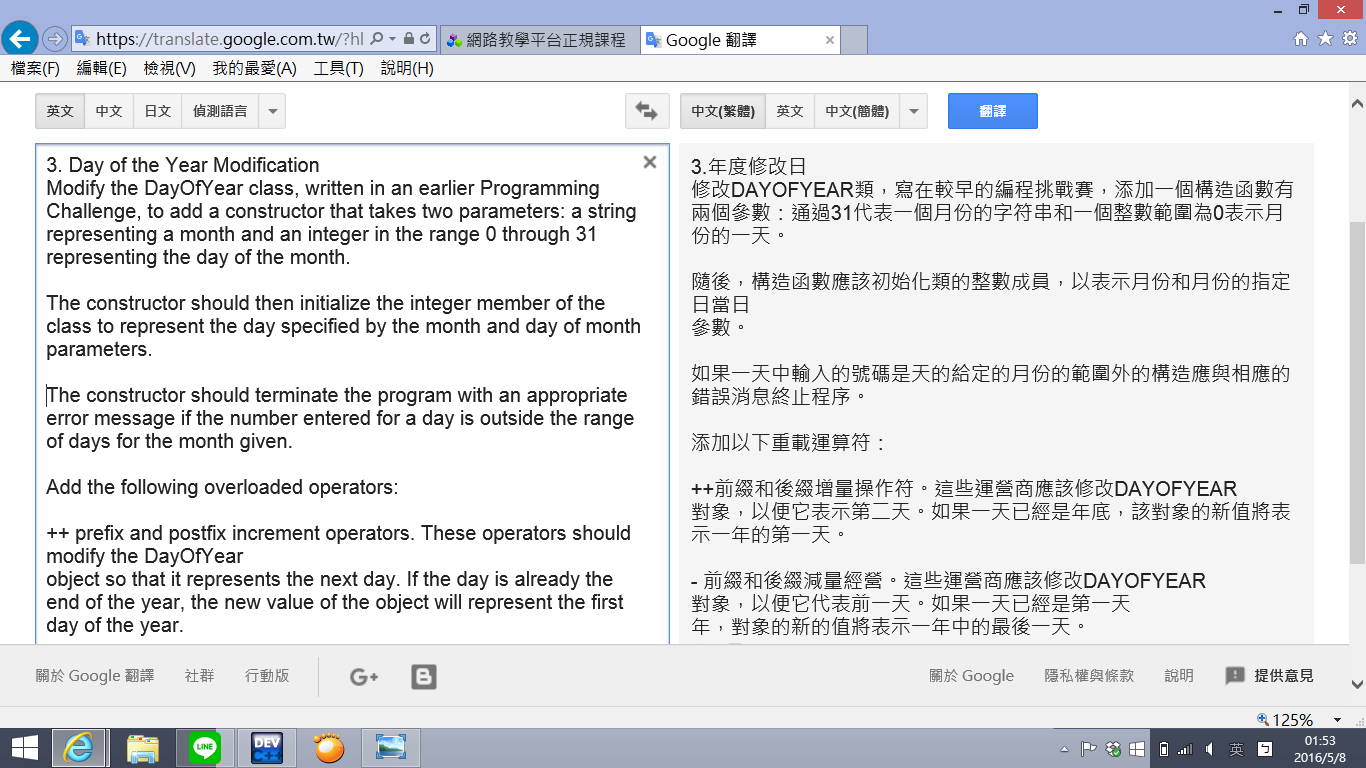 https://translate.google.com.tw/?hl
網路教學平台正規課程
Google 翻譯
檔案(F) 編輯(E) 檢視(V) 我的最愛(A) 工具(T) 說明(H)
英文 中文 日文 偵測語言
中文(繁體) 英文 中文(簡體) 翻譯
3. Day of the Year Modification
Modify the DayOfYear class, written in an earlier Programming
Challenge, to add a constructor that takes two parameters: a string
representing a month and an integer in the range 0 through 31
representing the day of the month.
The constructor should then initialize the integer member of the
class to represent the day specified by the month and day of month
parameters.
The constructor should terminate the program with an appropriate
error message if the number entered for a day is outside the range
of days for the month given.
Add the following overloaded operators:
++ prefix and postfix increment operators. These operators should
modify the DayOfYear
object so that it represents the next day. If the day is already the
end of the year, the new value of the object will represent the first
day of the year.
3.年度修改日
修改DAYOFYEAR類，寫在較早的編程挑戰賽，添加一個構造函數有
兩個參數：通過31代表一個月份的字符串和一個整數範圍為0表示月
份的一天。
隨後，構造函數應該初始化類的整數成員，以表示月份和月份的指定
日當日
參數。
如果一天中輸入的號碼是天的給定的月份的範圍外的構造應與相應的
錯誤消息終止程序。
添加以下重載運算符：
++前綴和後綴增量操作符。這些運營商應該修改DAYOFYEAR
對象，以便它表示第二天。如果一天已經是年底，該對象的新值將表
示一年的第一天。
- 前綴和後綴減量經營。這些運營商應該修改DAYOFYEAR
對象，以便它代表前一天。如果一天已經是第一天
年，對象的新的值將表示一年中的最後一天。
關於 Google 翻譯 社群 行動版 G+ B
關於 Google 隱私權與條款 說明 提供意見
125%
LINE DEV C++
英
01:53
2016/5/8